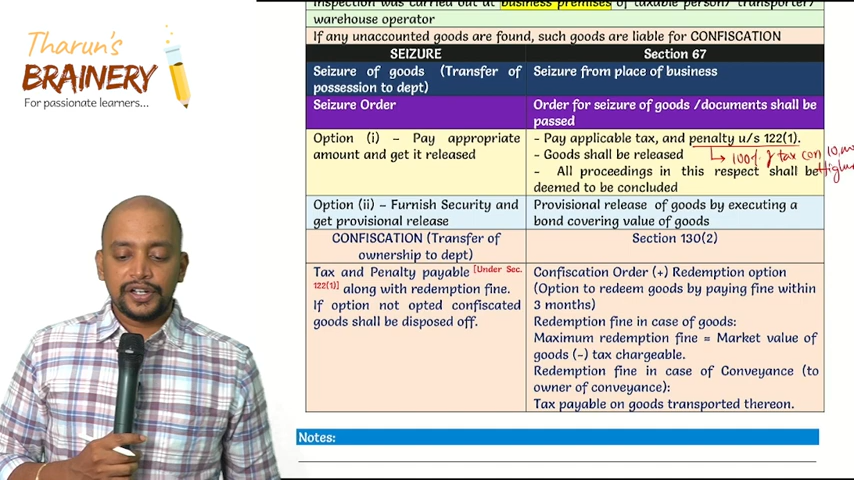 Tharun's
BRAINERY
For passionate learners...
inspection was carried out at business premises of taxable person/ transporter/
warehouse operator
If any unaccounted goods are found, such goods are liable for CONFISCATION
SEIZURE
Section 67
Seizure of goods (Transfer of
possession to dept)
Seizure from place of business
Seizure Order
Order for seizure of goods /documents shall be
passed
Option (i) – Pay appropriate
amount and get it released
- Pay applicable tax, and penalty u/s 122(1).
- Goods shall be released
→ 100% of tax (or) 10,000
Higher
- All proceedings in this respect shall be
deemed to be concluded
Option (ii) – Furnish Security and
get provisional release
Provisional release of goods by executing a
bond covering value of goods
CONFISCATION (Transfer of
ownership to dept)
Section 130(2)
Tax and Penalty payable [Under Sec.
122(1)] along with redemption fine.
If option not opted confiscated
goods shall be disposed off.
Confiscation Order (+) Redemption option
(Option to redeem goods by paying fine within
3 months)
Redemption fine in case of goods:
Maximum redemption fine = Market value of
goods (-) tax chargeable.
Redemption fine in case of Conveyance (to
owner of conveyance):
Tax payable on goods transported thereon.
Notes: